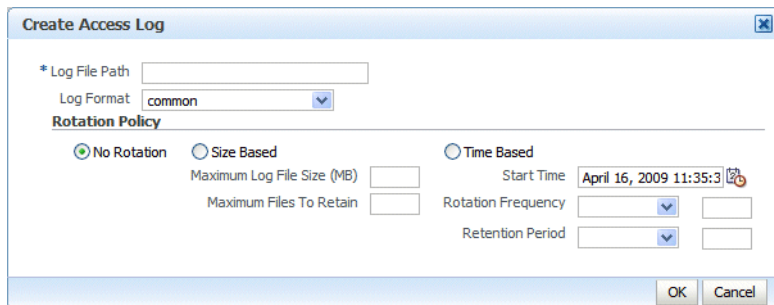 Create Access Log
* Log File Path
Log Format common
Rotation Policy
No Rotation Size Based Time Based
Maximum Log File Size (MB) Start Time April 16, 2009 11:35:3
Maximum Files To Retain Rotation Frequency
Retention Period
OK Cancel